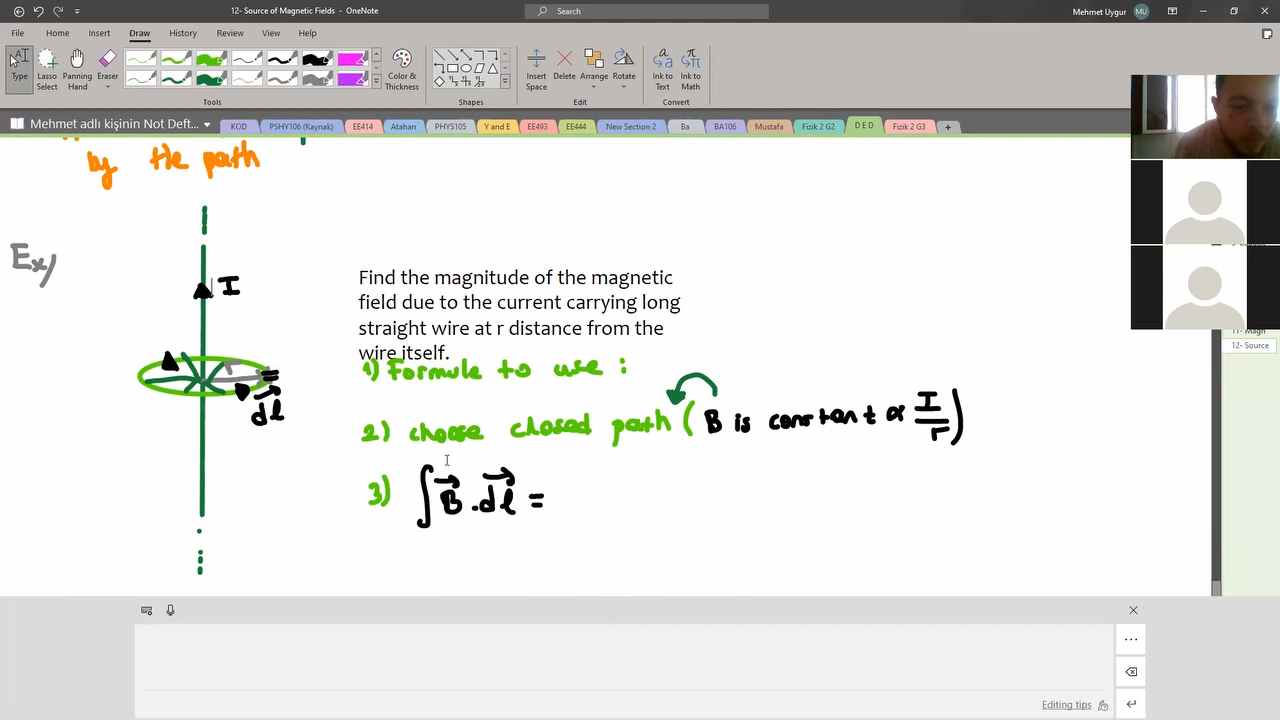 12- Source of Magnetic Fields - OneNote
Search
Mehmet Uygur
MU
File Home Insert Draw History Review View Help
Type
Lasso Select
Panning Hand
Eraser
Color & Thickness
Insert Space
Delete
Arrange
Rotate
Ink to Text
Ink to Math
Tools
Shapes
Edit
Convert
Mehmet adlı kişinin Not Deft...
KOD PSHY106 (Kaynak) EE414 Atahan PHYS105 Y and E EE493 EE444 New Section 2 Ba BA106 Mustafa Fizik 2 G2 D E D Fizik 2 G3 +
by the path
Ex/
I
Find the magnitude of the magnetic
field due to the current carrying long
straight wire at r distance from the
wire itself.
1) Formule to use :
r
dl
2) choose closed path ( B is constant ∝ I/r )
3) ∫ B . dl =
11- Magn
12- Source
Editing tips